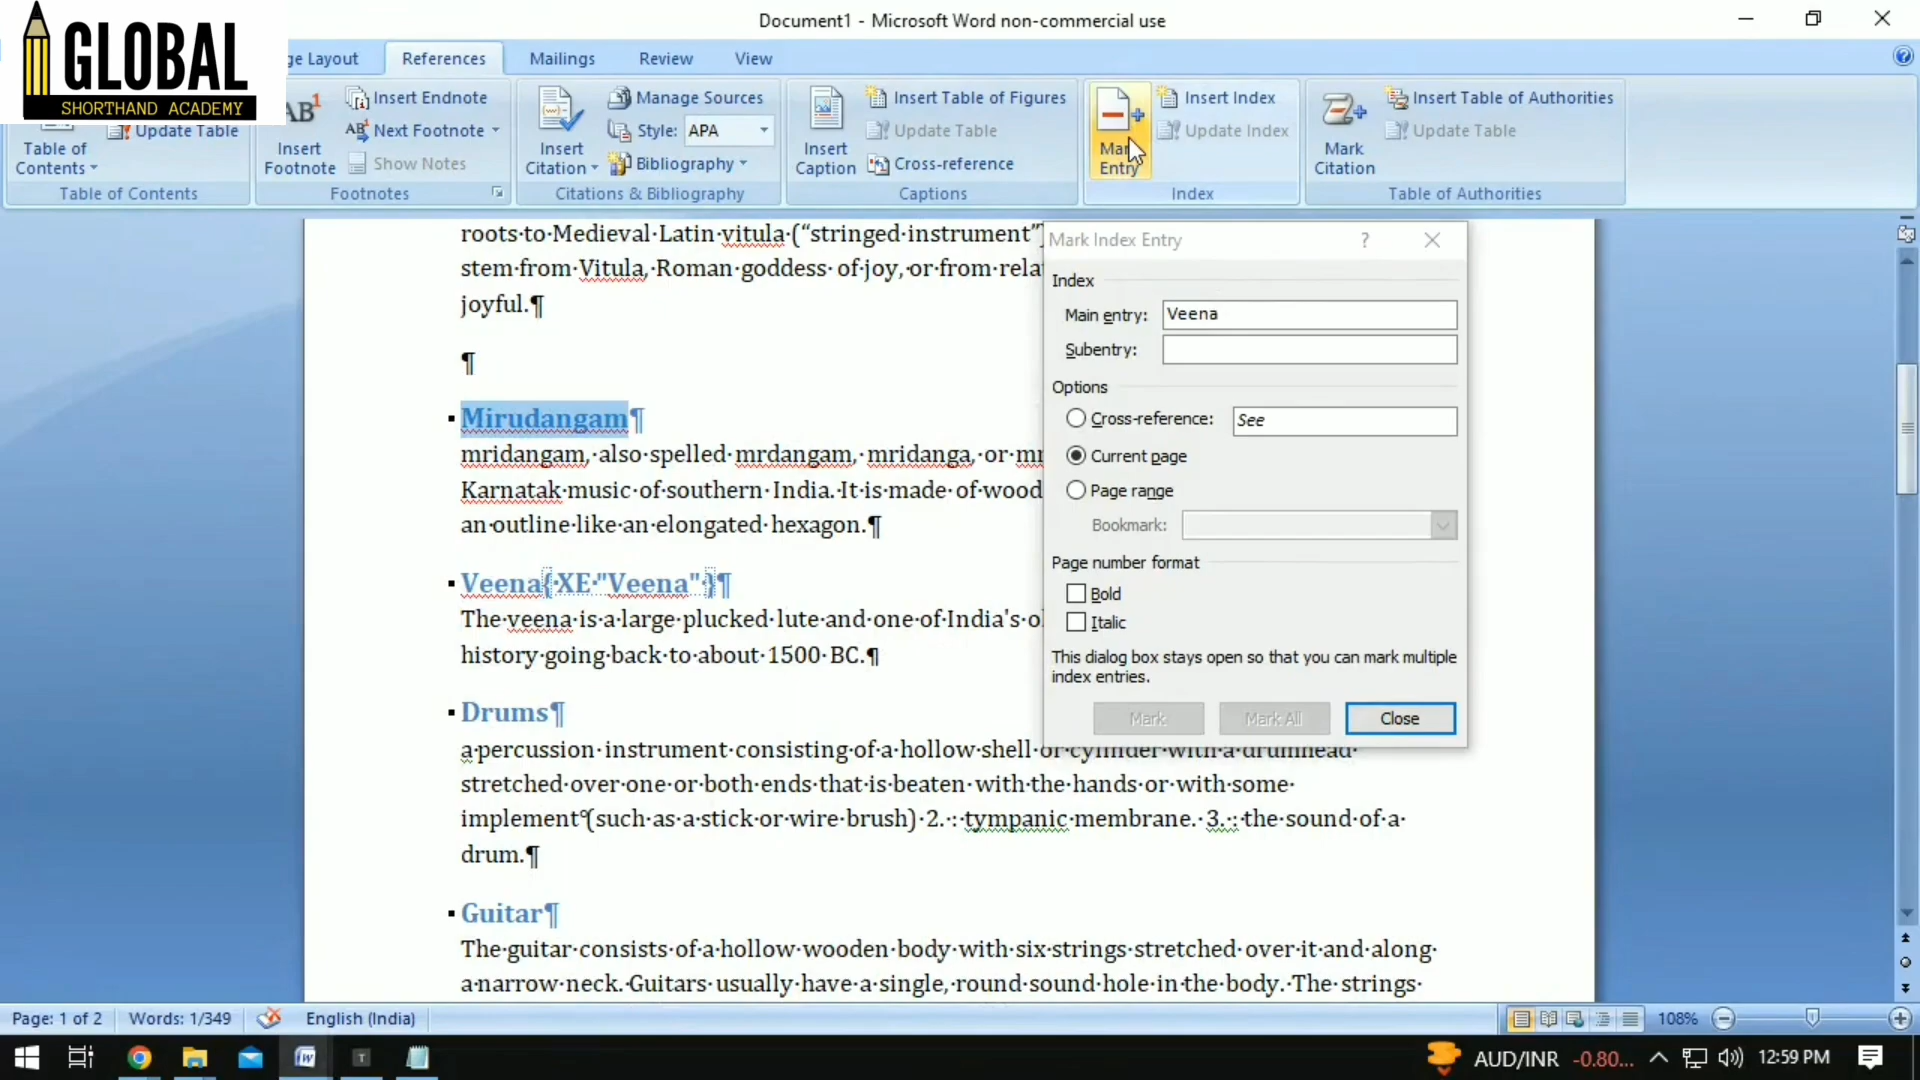 Document1 - Microsoft Word non-commercial use
GLOBAL
SHORTHAND ACADEMY
ge Layout
References
Mailings
Review
View
Table of Contents
Update Table
Table of Contents
AB1
Insert Footnote
Insert Endnote
Next Footnote
Show Notes
Footnotes
Insert Citation
Manage Sources
Style: APA
Bibliography
Citations & Bibliography
Insert Caption
Insert Table of Figures
Update Table
Cross-reference
Captions
Mark Entry
Insert Index
Update Index
Index
Mark Citation
Insert Table of Authorities
Update Table
Table of Authorities
roots·to·Medieval·Latin·vitula·(“stringed·instrument”)
stem·from·Vitula,·Roman·goddess·of·joy,·or·from·rela
joyful.¶
¶
Mirudangam¶
mridangam,·also·spelled·mrdangam,·mridanga,·or·mr
Karnatak·music·of·southern·India.·It·is·made·of·wood
an·outline·like·an·elongated·hexagon.¶
Veena{·XE·"Veena"·}¶
The·veena·is·a·large·plucked·lute·and·one·of·India's·ol
history·going·back·to·about·1500·BC.¶
Drums¶
a·percussion·instrument·consisting·of·a·hollow·shell·or·cylinder·with·a·drumhead·
stretched·over·one·or·both·ends·that·is·beaten·with·the·hands·or·with·some·
implement°(such·as·a·stick·or·wire·brush)·2.·:·tympanic·membrane.·3.·:·the·sound·of·a·
drum.¶
Guitar¶
The·guitar·consists·of·a·hollow·wooden·body·with·six·strings·stretched·over·it·and·along·
a·narrow·neck.·Guitars·usually·have·a·single,·round·sound·hole·in·the·body.·The·strings·
Mark Index Entry
?
Index
Main entry: Veena
Subentry:
Options
Cross-reference: See
Current page
Page range
Bookmark:
Page number format
Bold
Italic
This dialog box stays open so that you can mark multiple
index entries.
Mark
Mark All
Close
Page: 1 of 2
Words: 1/349
English (India)
108%
AUD/INR -0.80...
12:59 PM